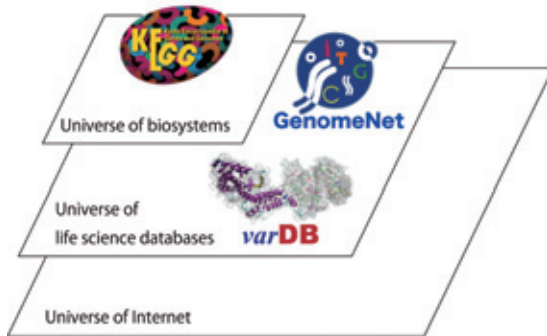 KEGG
Universe of biosystems
GenomeNet
Universe of
life science databases
varDB
Universe of Internet